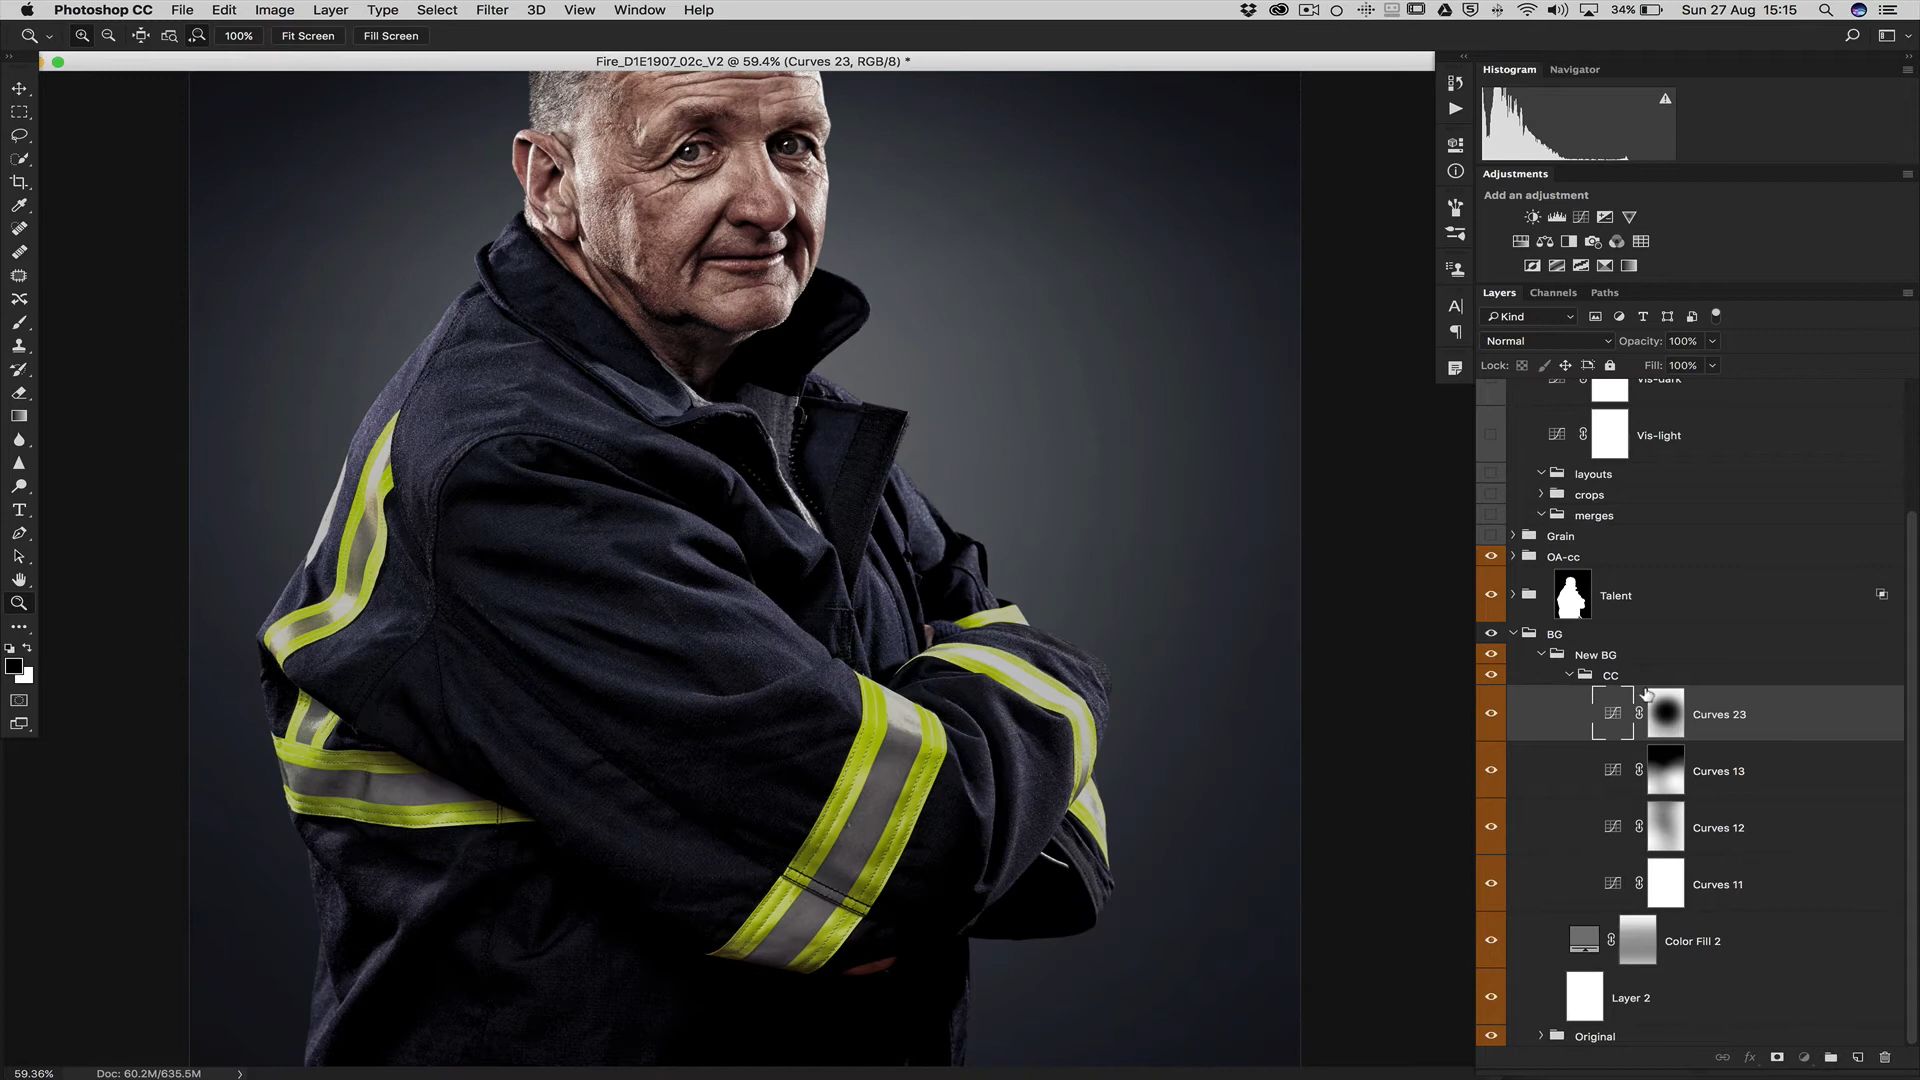 Photoshop CC File Edit Image Layer Type Select Filter 3D View Window Help 34% Sun 27 Aug 15:15
100% Fit Screen Fill Screen
Fire_D1E1907_02c_V2 @ 59.4% (Curves 23, RGB/8) *
Histogram Navigator
Adjustments
Add an adjustment
Layers Channels Paths
Kind
Normal Opacity: 100%
Lock: Fill: 100%
Vis-dark
Vis-light
layouts
crops
merges
Grain
OA-cc
Talent
BG
New BG
CC
Curves 23
Curves 13
Curves 12
Curves 11
Color Fill 2
Layer 2
Original
59.36% Doc: 60.2M/635.5M